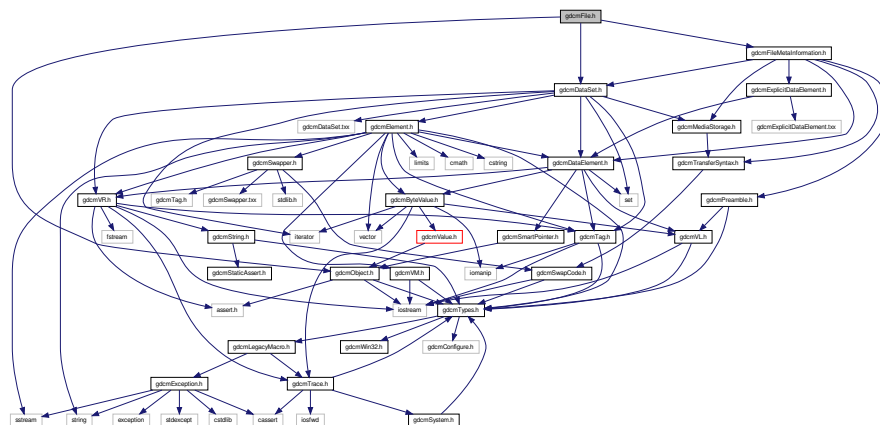 gdcmFile.h
gdcmFileMetaInformation.h
gdcmDataSet.h
gdcmExplicitDataElement.h
gdcmDataSet.txx
gdcmElement.h
gdcmMediaStorage.h
gdcmExplicitDataElement.txx
gdcmSwapper.h
limits
cmath
cstring
gdcmDataElement.h
gdcmTransferSyntax.h
gdcmVR.h
gdcmTag.h
gdcmSwapper.txx
stdlib.h
gdcmByteValue.h
set
gdcmPreamble.h
fstream
gdcmString.h
iterator
vector
gdcmValue.h
gdcmSmartPointer.h
gdcmTag.h
gdcmVL.h
gdcmStaticAssert.h
gdcmObject.h
gdcmVM.h
iomanip
gdcmSwapCode.h
assert.h
iostream
gdcmTypes.h
gdcmLegacyMacro.h
gdcmWin32.h
gdcmConfigure.h
gdcmException.h
gdcmTrace.h
sstream
string
exception
stdexcept
cstdlib
cassert
iosfwd
gdcmSystem.h